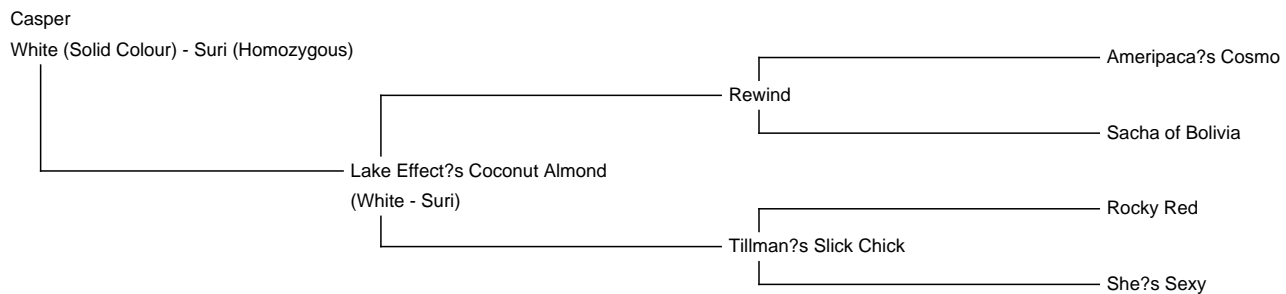 Casper
White (Solid Colour) - Suri (Homozygous)
Ameripaca?s Cosmo
Rewind
Sacha of Bolivia
Lake Effect?s Coconut Almond
(White - Suri)
Rocky Red
Tillman?s Slick Chick
She?s Sexy